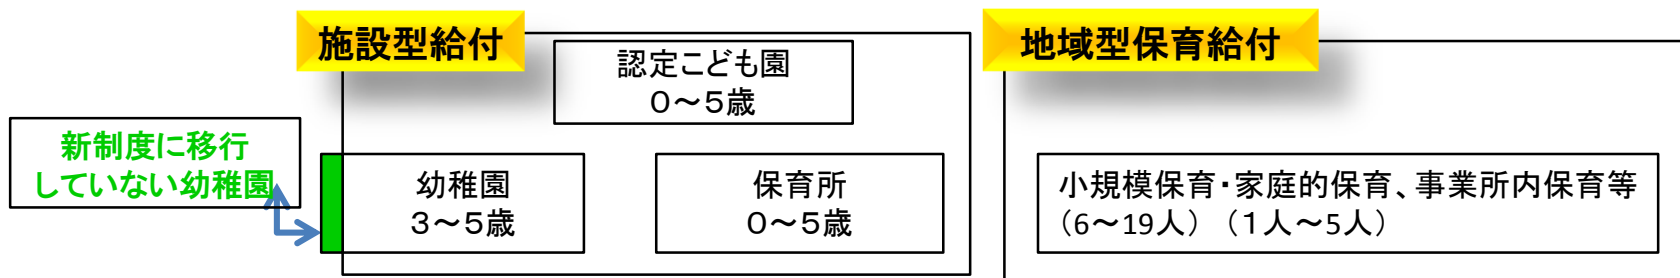 施設型給付
認定こども園
０～５歳
新制度に移行
していない幼稚園
幼稚園
３～５歳
保育所
０～５歳
地域型保育給付
小規模保育・家庭的保育、事業所内保育等
（6～19人）（１人～5人）